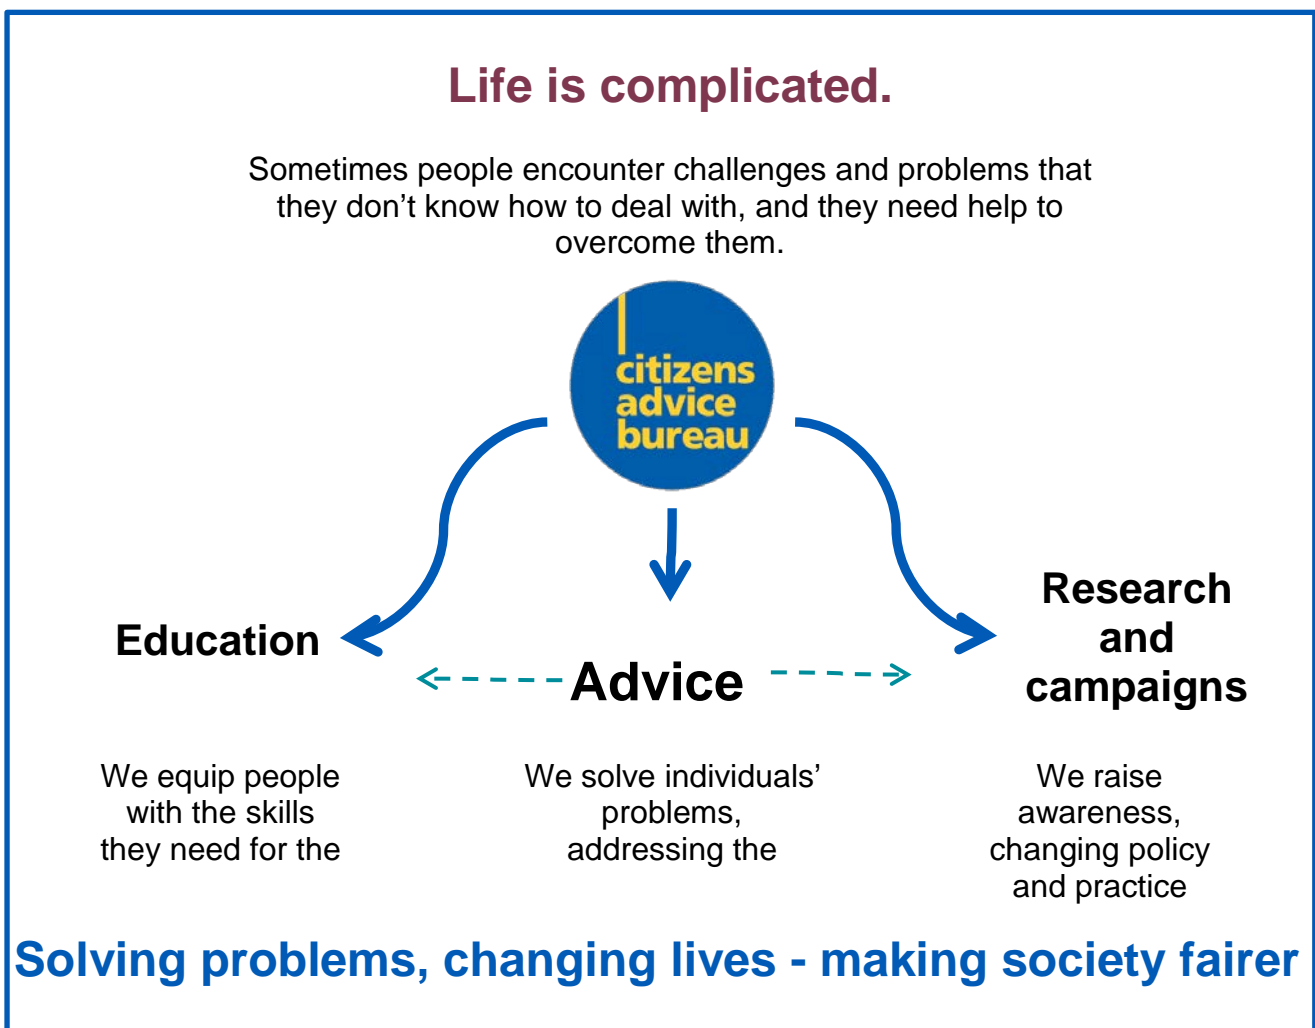 Life is complicated.
Sometimes people encounter challenges and problems that
they don’t know how to deal with, and they need help to
overcome them.
citizens
advice
bureau
Education
Advice
Research
and
campaigns
We equip people
with the skills
they need for the
We solve individuals’
problems,
addressing the
We raise
awareness,
changing policy
and practice
Solving problems, changing lives - making society fairer